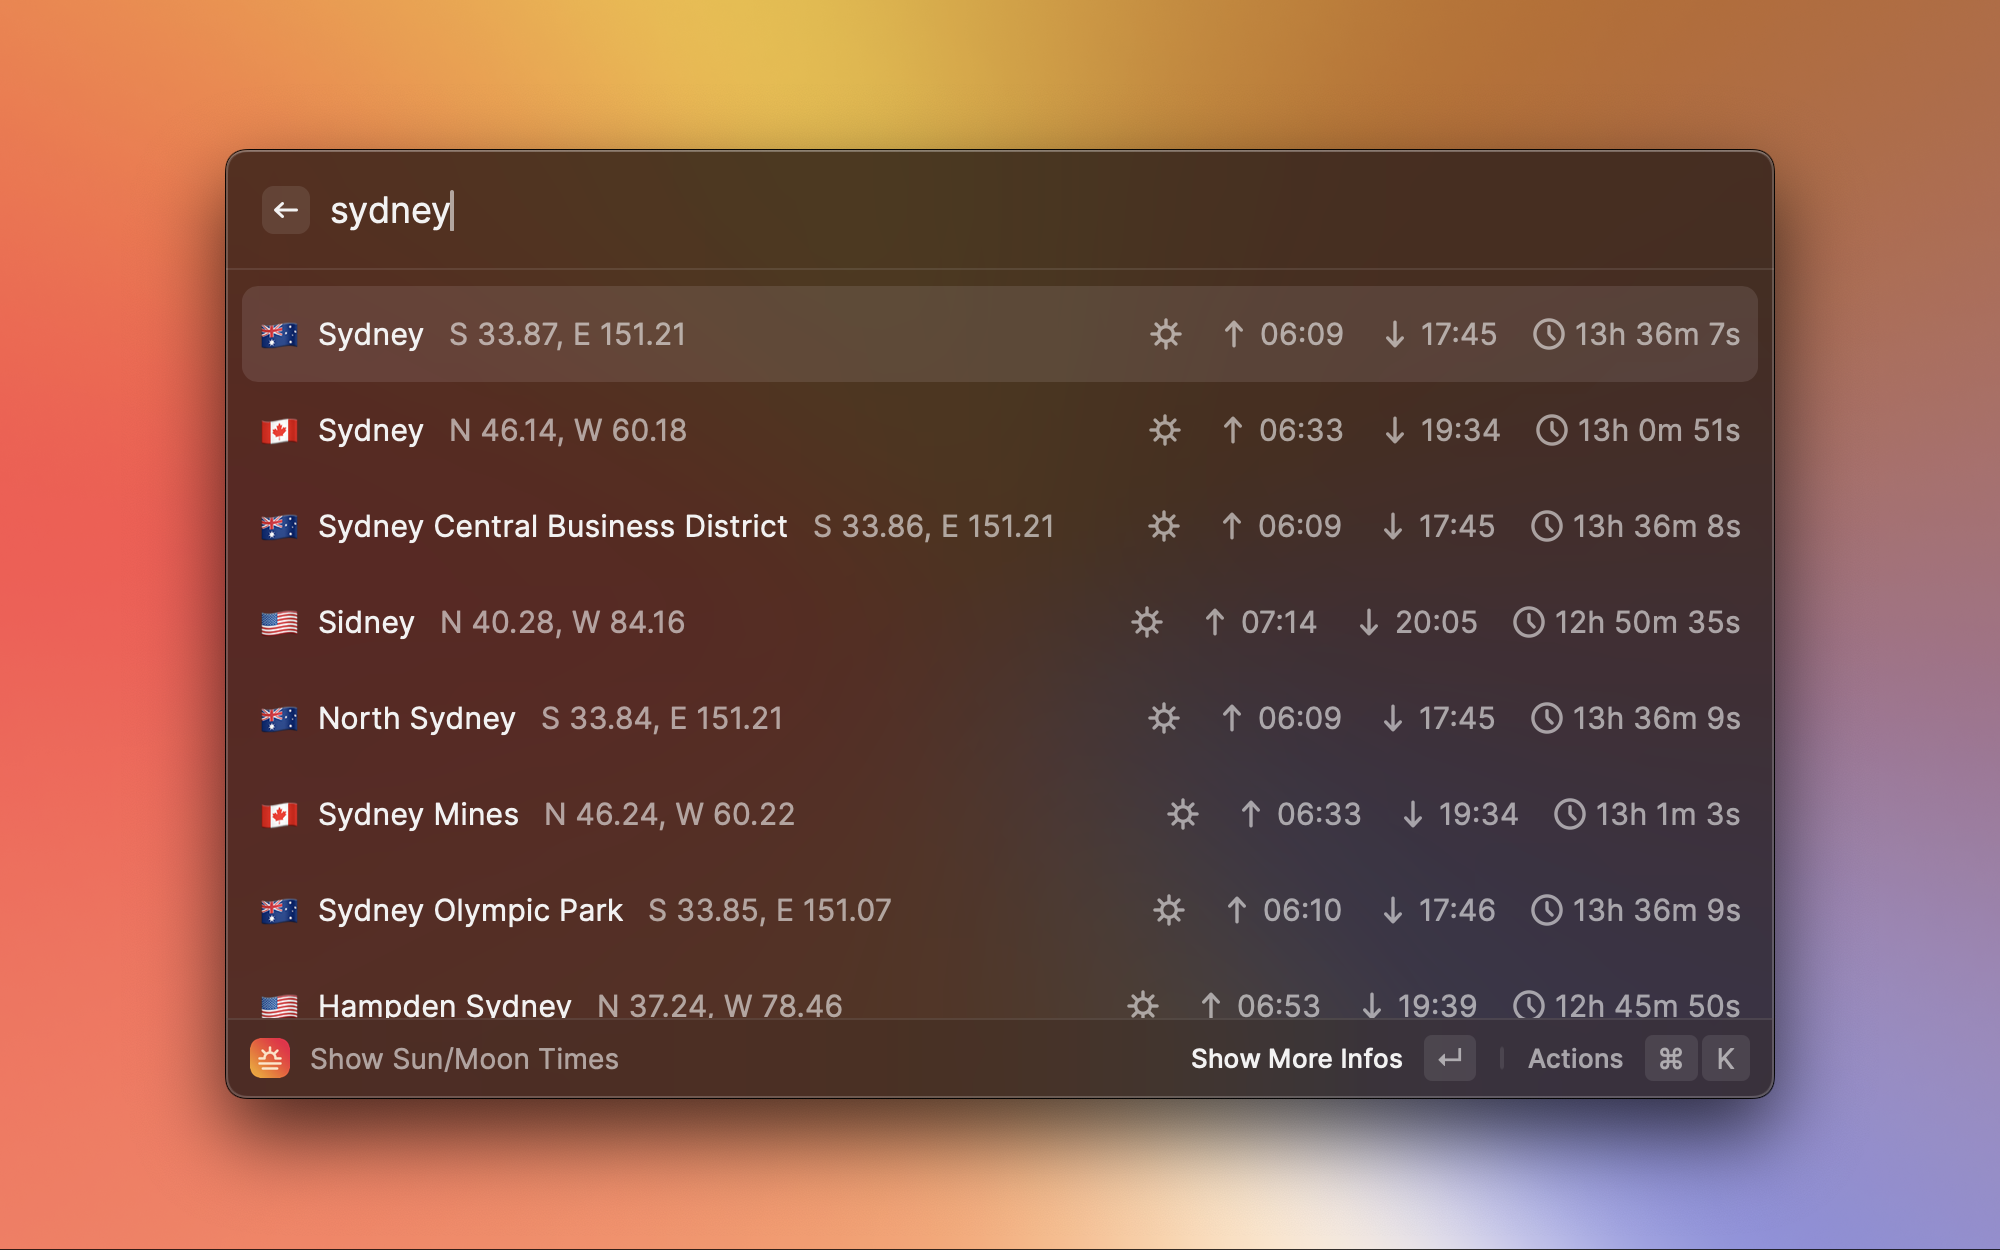 sydney
Sydney S 33.87, E 151.21 ↑ 06:09 ↓ 17:45 13h 36m 7s
Sydney N 46.14, W 60.18 ↑ 06:33 ↓ 19:34 13h 0m 51s
Sydney Central Business District S 33.86, E 151.21 ↑ 06:09 ↓ 17:45 13h 36m 8s
Sidney N 40.28, W 84.16 ↑ 07:14 ↓ 20:05 12h 50m 35s
North Sydney S 33.84, E 151.21 ↑ 06:09 ↓ 17:45 13h 36m 9s
Sydney Mines N 46.24, W 60.22 ↑ 06:33 ↓ 19:34 13h 1m 3s
Sydney Olympic Park S 33.85, E 151.07 ↑ 06:10 ↓ 17:46 13h 36m 9s
Hampden Sydney N 37.24, W 78.46 ↑ 06:53 ↓ 19:39 12h 45m 50s
Show Sun/Moon Times Show More Infos ↵ Actions ⌘ K